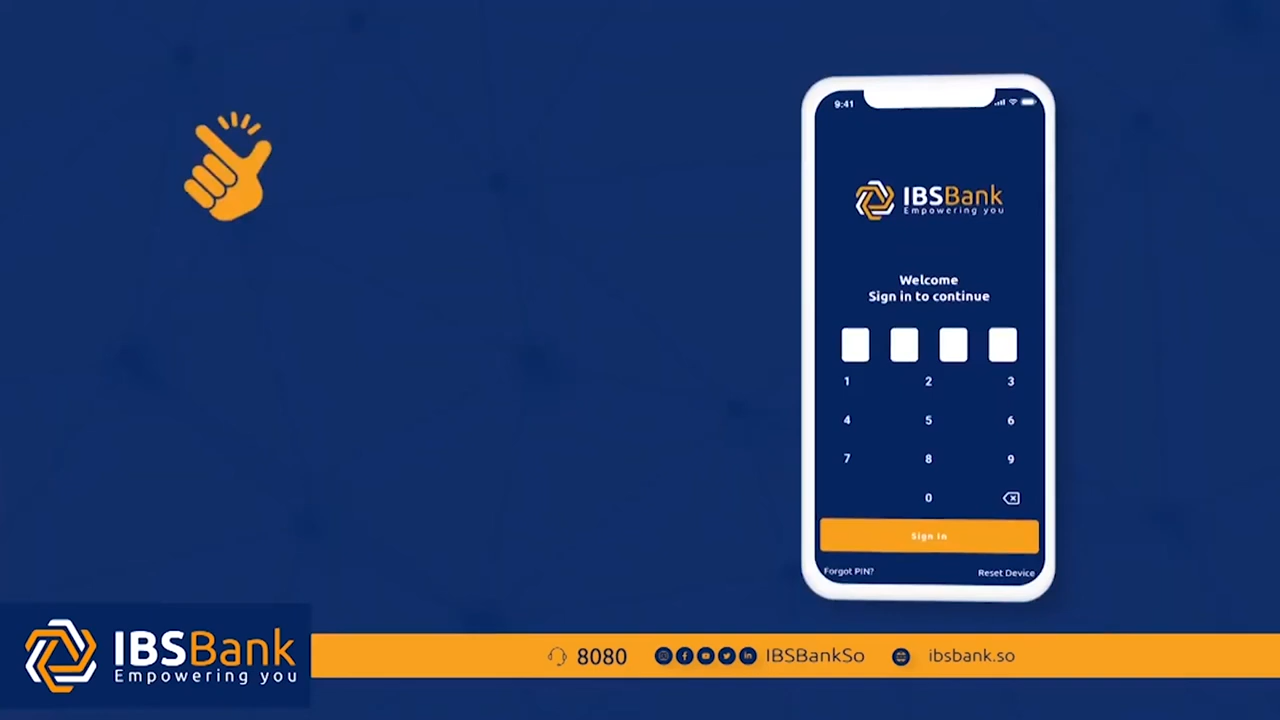 9:41
IBSBank
Empowering you
Welcome
Sign in to continue
1 2 3
4 5 6
7 8 9
0
Sign In
Forgot PIN? Reset Device
IBSBank
Empowering you
8080 IBSBankSo ibsbank.so